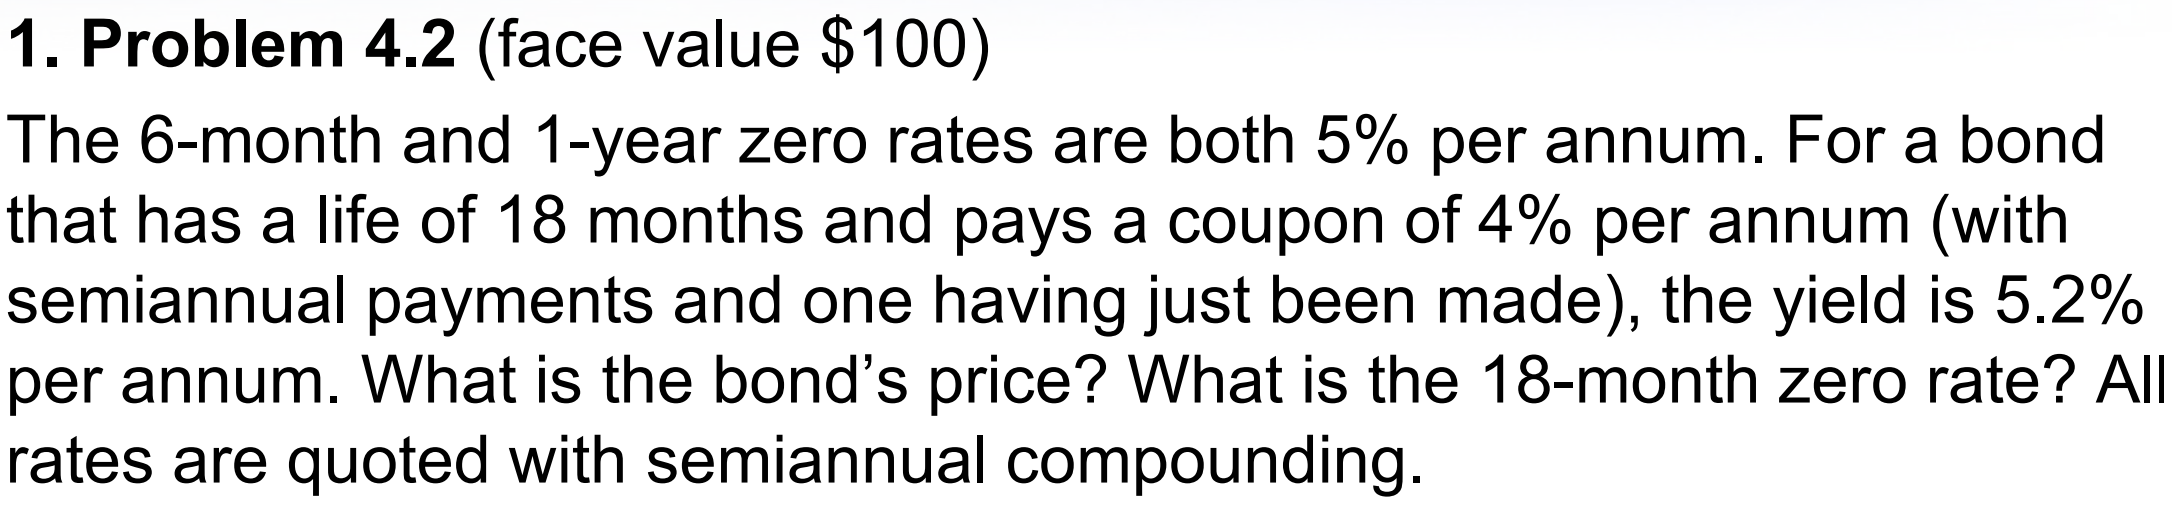 1. Problem 4.2 (face value $100)
The 6-month and 1-year zero rates are both 5% per annum. For a bond
that has a life of 18 months and pays a coupon of 4% per annum (with
semiannual payments and one having just been made), the yield is 5.2%
per annum. What is the bond’s price? What is the 18-month zero rate? All
rates are quoted with semiannual compounding.